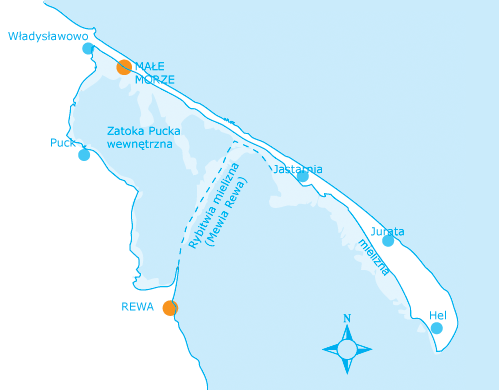 Władysławowo
MAŁE
MORZE
Zatoka Pucka
wewnętrzna
Puck
Jastarnia
Rybitwia mielizna
(Mewia Rewa)
Jurata
mielizna
REWA
Hel
N